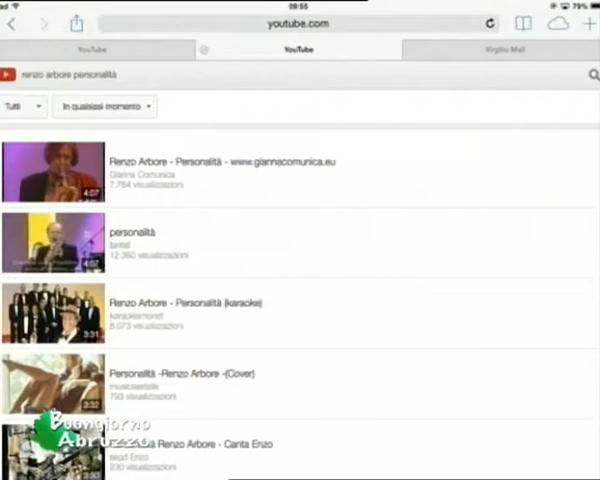 ad
09:55
79%
youtube.com
YouTube
YouTube
Virgilio Mail
renzo arbore personalità
Tutti
In qualsiasi momento
Renzo Arbore - Personalità - www.giannacomunica.eu
Gianna Comunica
7.764 visualizzazioni
4:07
personalità
12.360 visualizzazioni
4:07
Renzo Arbore - Personalità (karaoke)
8.073 visualizzazioni
3:31
Personalità -Renzo Arbore -(Cover)
793 visualizzazioni
3:32
Renzo Arbore - Canta Enzo
Enzo
230 visualizzazioni
Buongiorno
Abruzzo